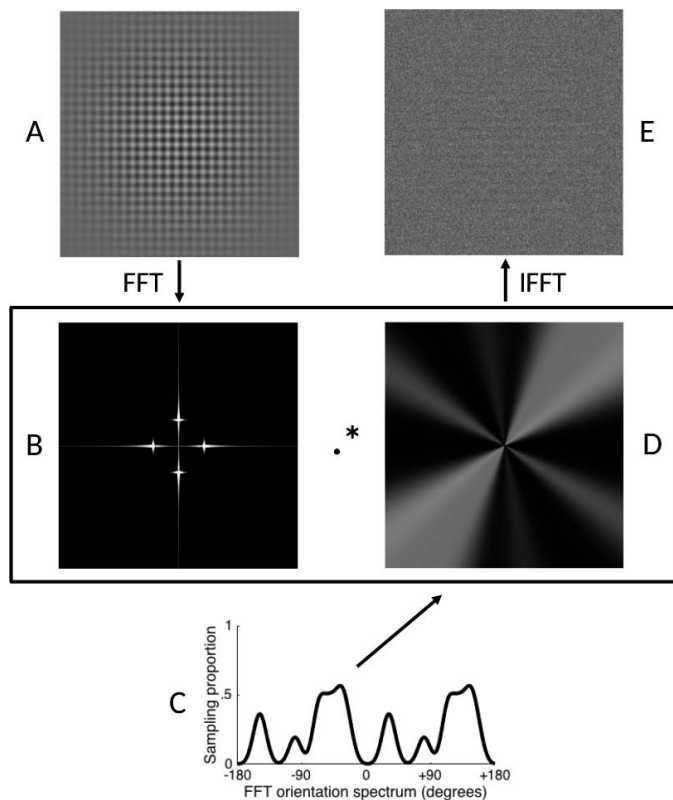 A
E
FFT
IFFT
B
.*
D
C
Sampling proportion
1
.5
0
-180
-90
0
+90
+180
FFT orientation spectrum (degrees)